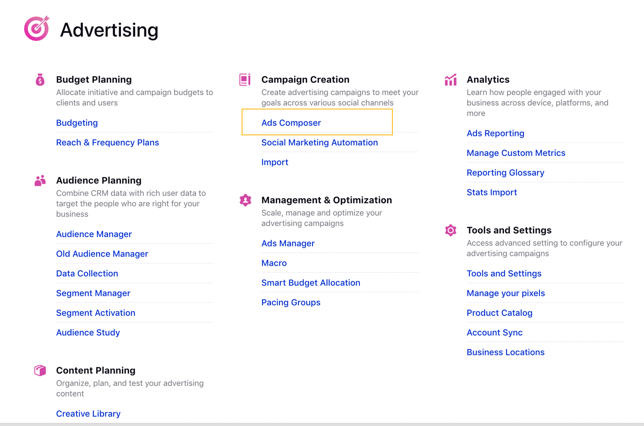 Advertising
Budget Planning
Allocate initiative and campaign budgets to
clients and users
Budgeting
Reach & Frequency Plans
Audience Planning
Combine CRM data with rich user data to
target the people who are right for your
business
Audience Manager
Old Audience Manager
Data Collection
Segment Manager
Segment Activation
Audience Study
Content Planning
Organize, plan, and test your advertising
content
Creative Library
Campaign Creation
Create advertising campaigns to meet your
goals across various social channels
Ads Composer
Social Marketing Automation
Import
Management & Optimization
Scale, manage and optimize your
advertising campaigns
Ads Manager
Macro
Smart Budget Allocation
Pacing Groups
Analytics
Learn how people engaged with your
business across device, platforms, and
more
Ads Reporting
Manage Custom Metrics
Reporting Glossary
Stats Import
Tools and Settings
Access advanced setting to configure your
advertising campaigns
Tools and Settings
Manage your pixels
Product Catalog
Account Sync
Business Locations